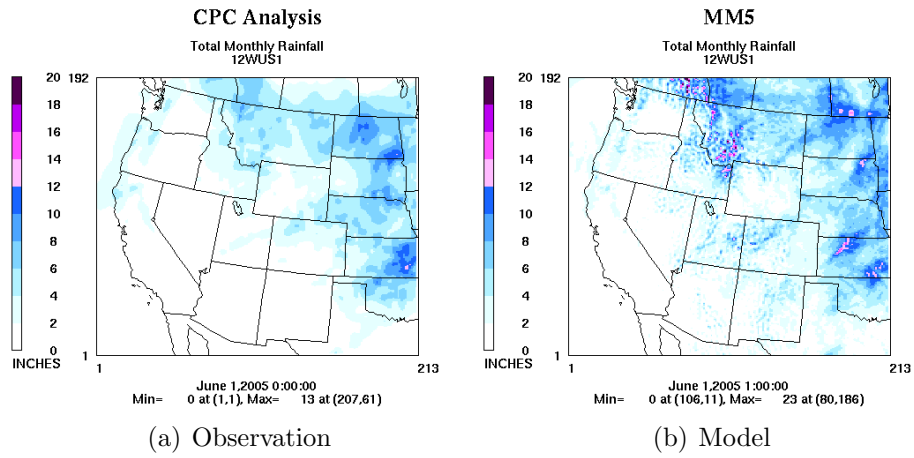 CPC Analysis
Total Monthly Rainfall
12WUS1
192
20
18
16
14
12
10
8
6
4
2
0
INCHES
1
1
213
June 1,2005 0:00:00
Min= 0 at (1,1), Max= 13 at (207,61)
(a) Observation
MM5
Total Monthly Rainfall
12WUS1
192
20
18
16
14
12
10
8
6
4
2
0
INCHES
1
1
213
June 1,2005 1:00:00
Min= 0 at (106,11), Max= 23 at (80,186)
(b) Model